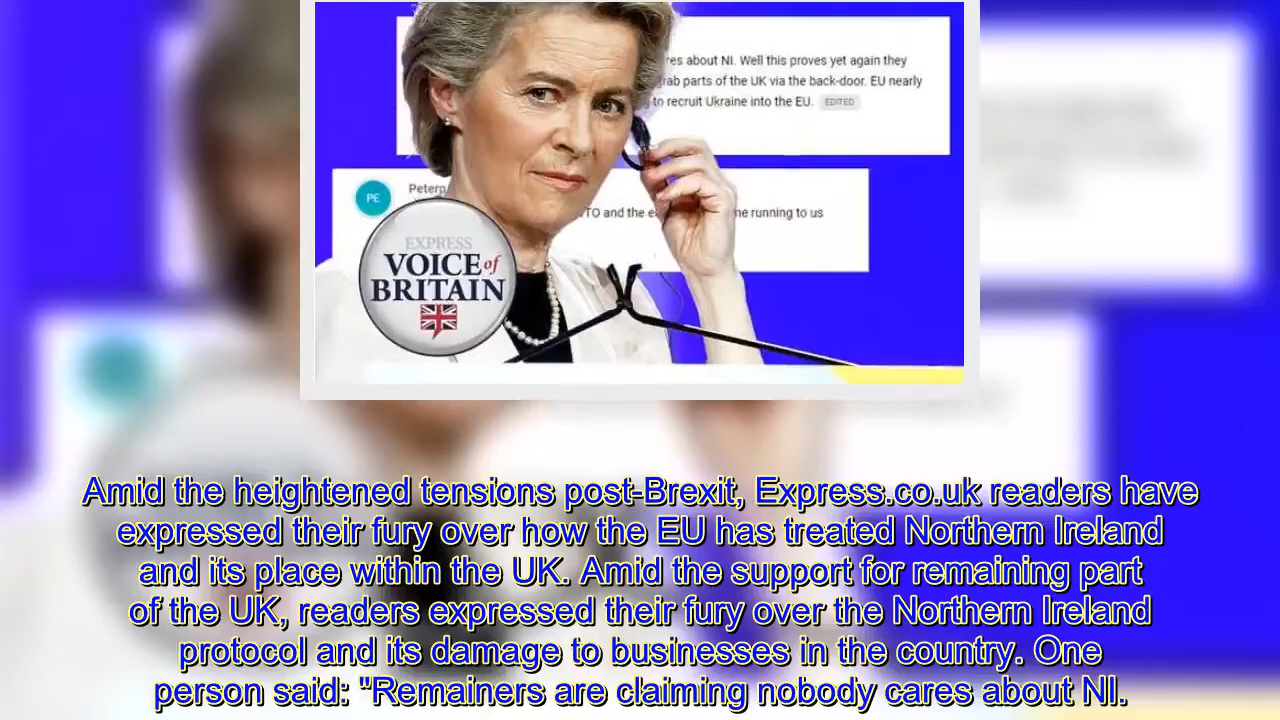 res about NI. Well this proves yet again they
rab parts of the UK via the back-door. EU nearly
to recruit Ukraine into the EU. EDITED
PE
Peterp
TO and the e
ne running to us
EXPRESS
VOICE of
BRITAIN
Amid the heightened tensions post-Brexit, Express.co.uk readers have
expressed their fury over how the EU has treated Northern Ireland
and its place within the UK. Amid the support for remaining part
of the UK, readers expressed their fury over the Northern Ireland
protocol and its damage to businesses in the country. One
person said: "Remainers are claiming nobody cares about NI.